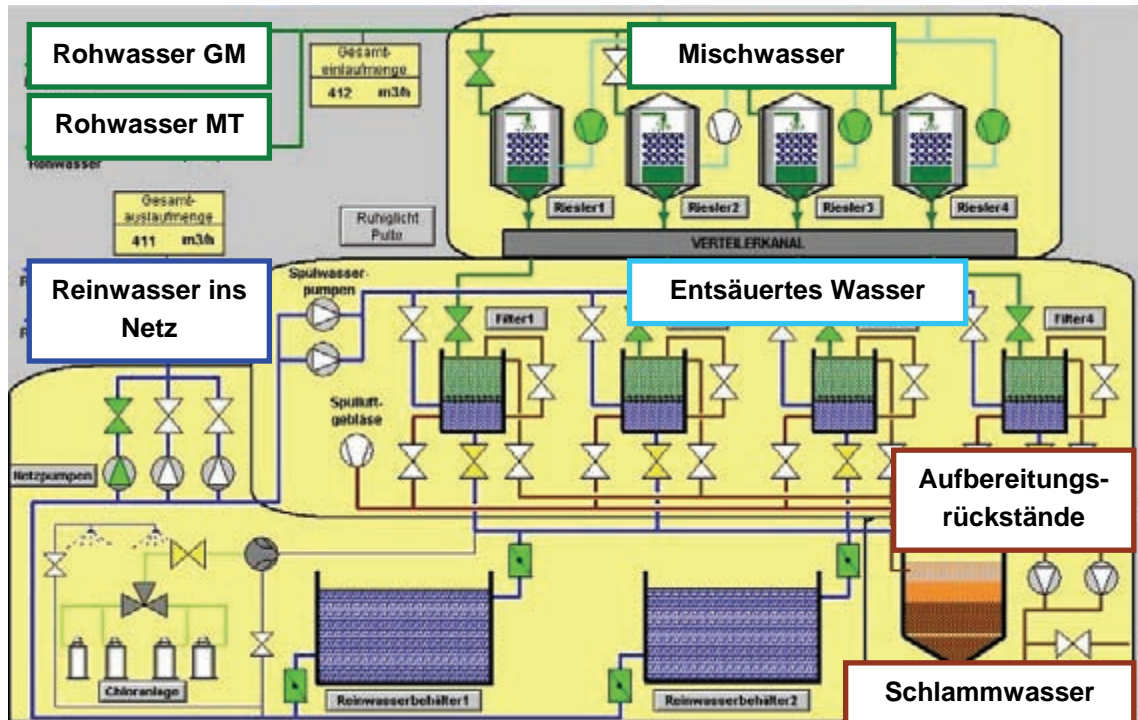 Rohwasser GM
Gesamt-
einlaufmenge
412 m3/h
Mischwasser
Rohwasser MT
Rohwasser
Riesler1
Riesler2
Riesler3
Riesler4
Gesamt-
auslaufmenge
411 m3/h
Ruhiglicht
Pulte
VERTEILERKANAL
Reinwasser ins
Netz
Spülwasser-
pumpen
Entsäuertes Wasser
Filter1
Filter4
Spülluft-
gebläse
Netzpumpen
Aufbereitungs-
rückstände
Chloranlage
Reinwasserbehälter1
Reinwasserbehälter2
Schlammwasser